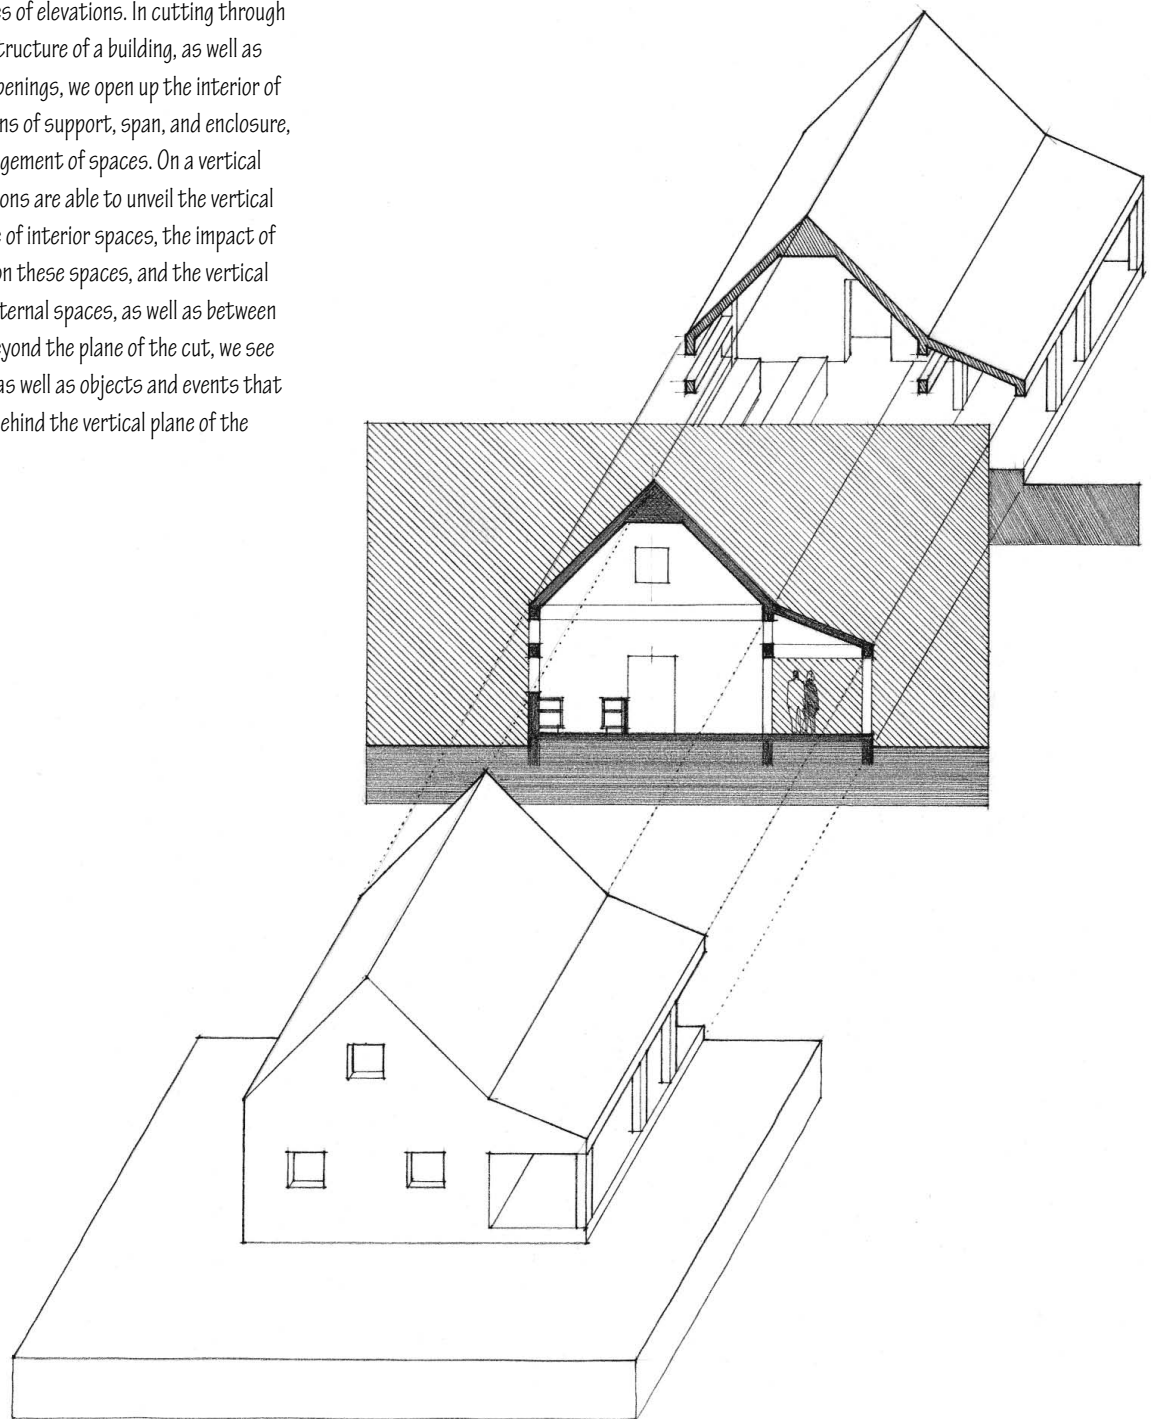 es of elevations. In cutting through
tructure of a building, as well as
penings, we open up the interior of
ns of support, span, and enclosure,
gement of spaces. On a vertical
ons are able to unveil the vertical
e of interior spaces, the impact of
on these spaces, and the vertical
ternal spaces, as well as between
eyond the plane of the cut, we see
as well as objects and events that
ehind the vertical plane of the